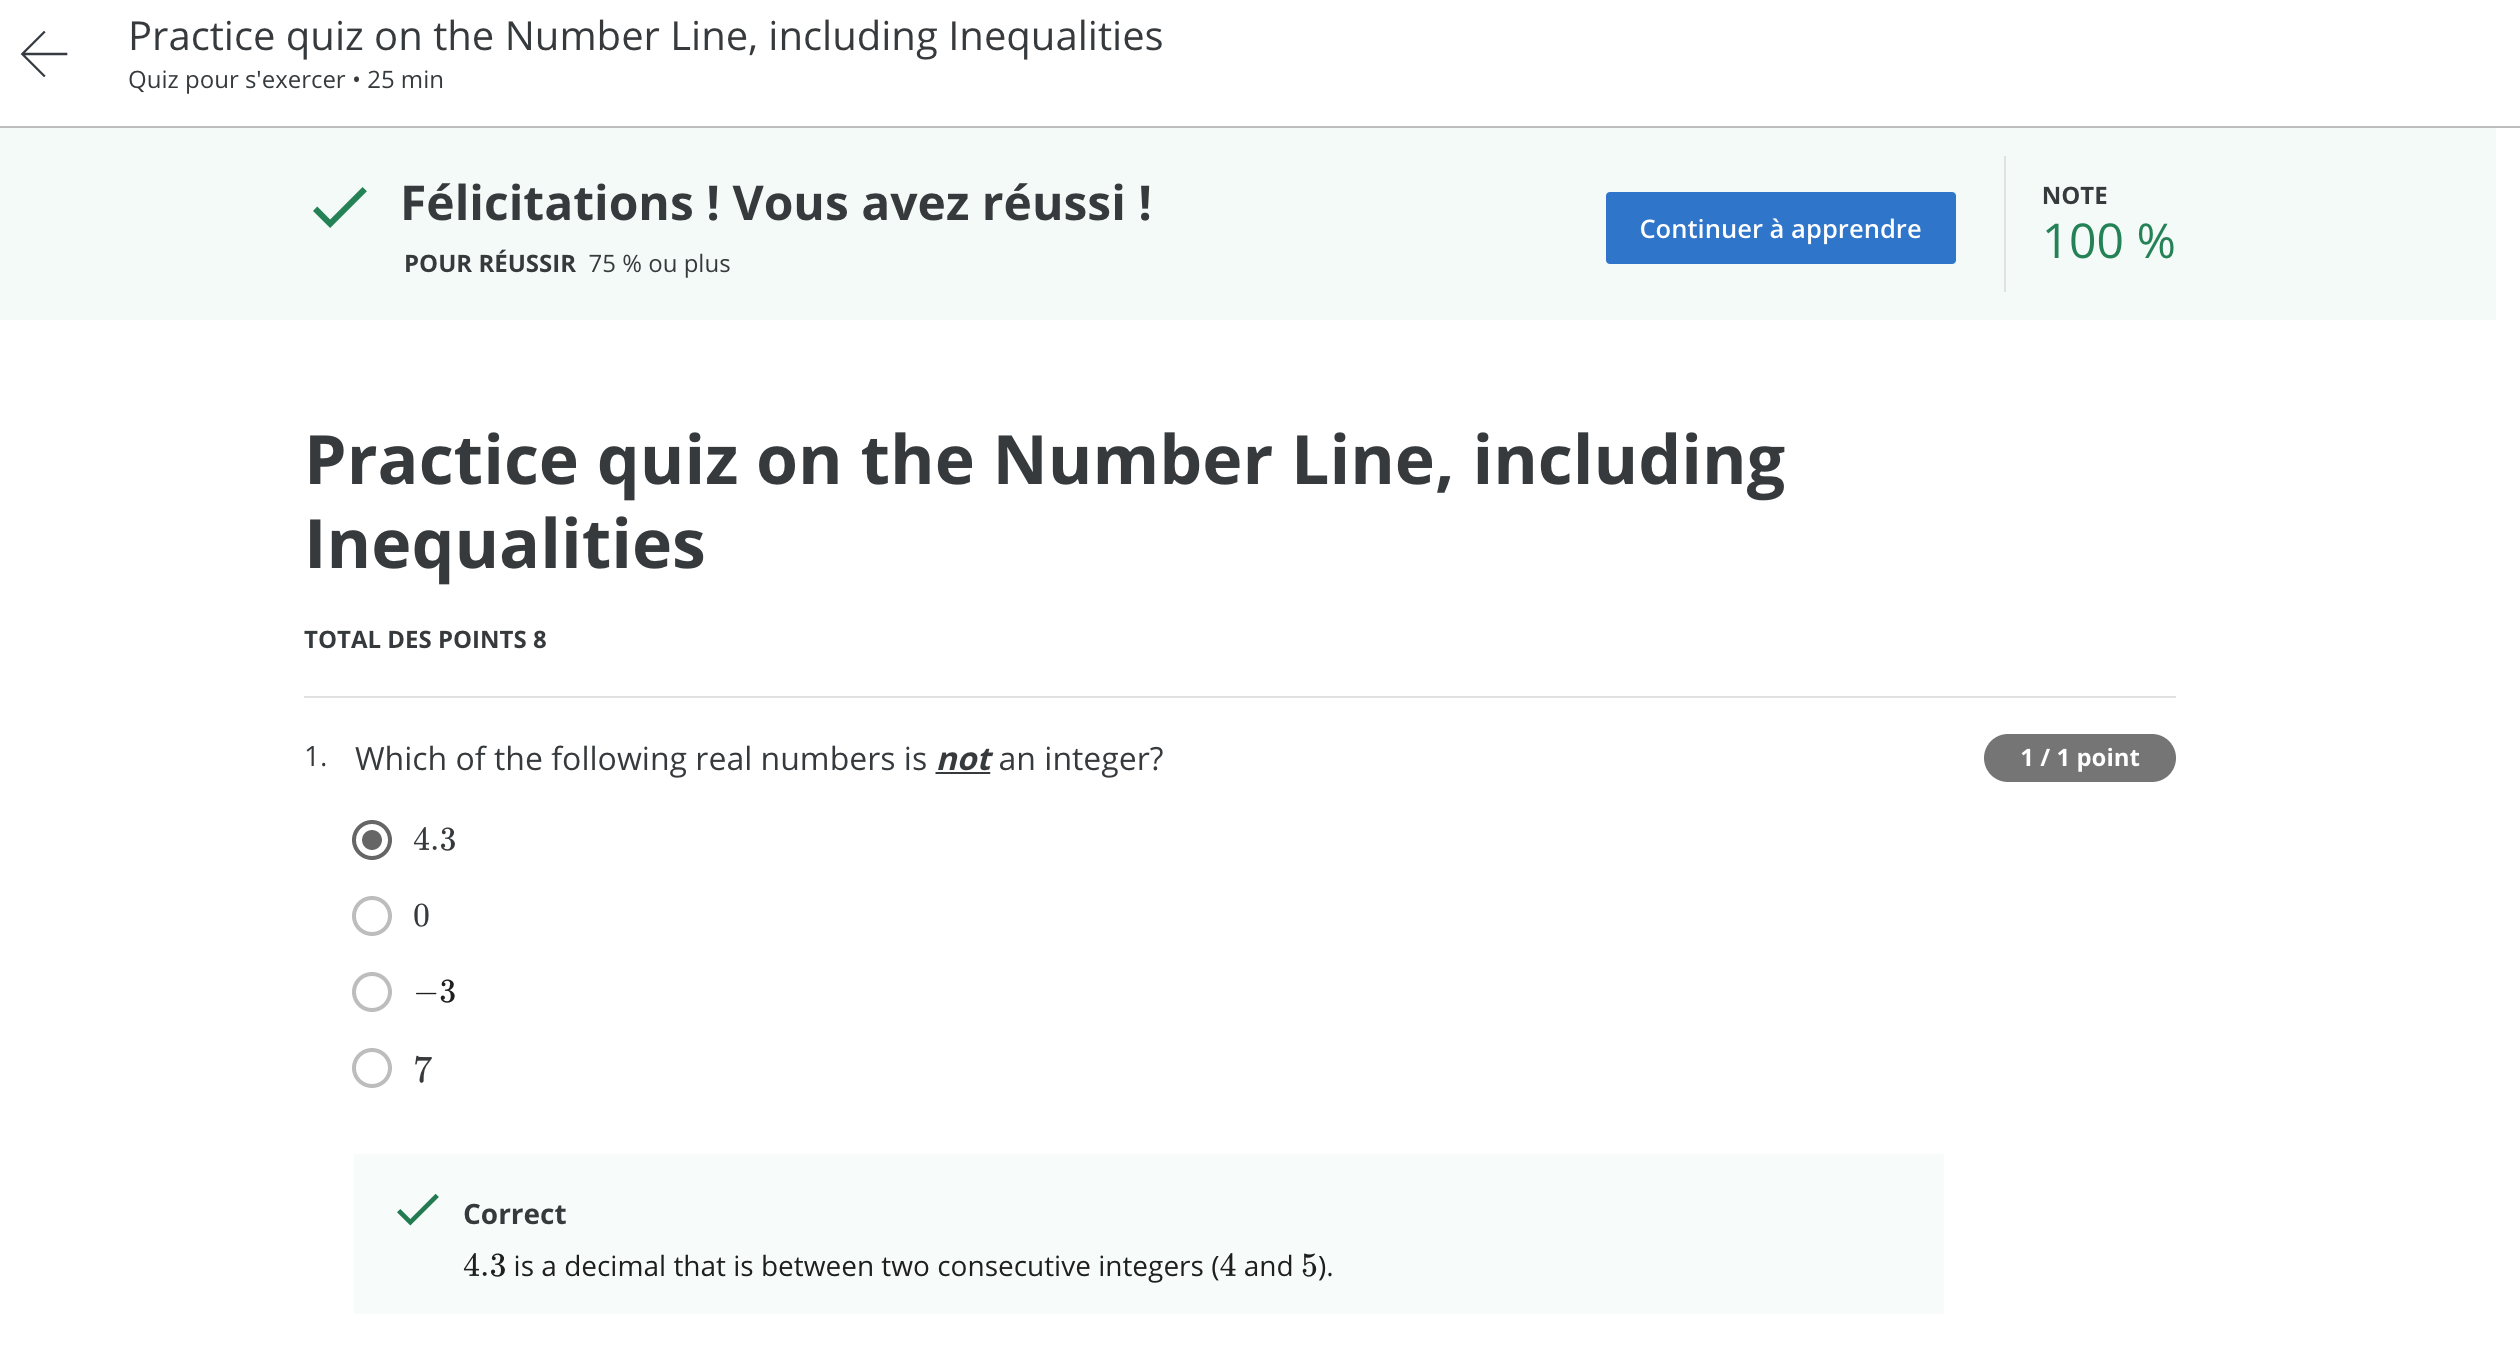 Practice quiz on the Number Line, including Inequalities
Quiz pour s'exercer • 25 min
Félicitations ! Vous avez réussi !
POUR RÉUSSIR 75 % ou plus
Continuer à apprendre
NOTE
100 %
Practice quiz on the Number Line, including
Inequalities
TOTAL DES POINTS 8
1. Which of the following real numbers is not an integer?
1 / 1 point
4.3
0
−3
7
Correct
4.3 is a decimal that is between two consecutive integers (4 and 5).